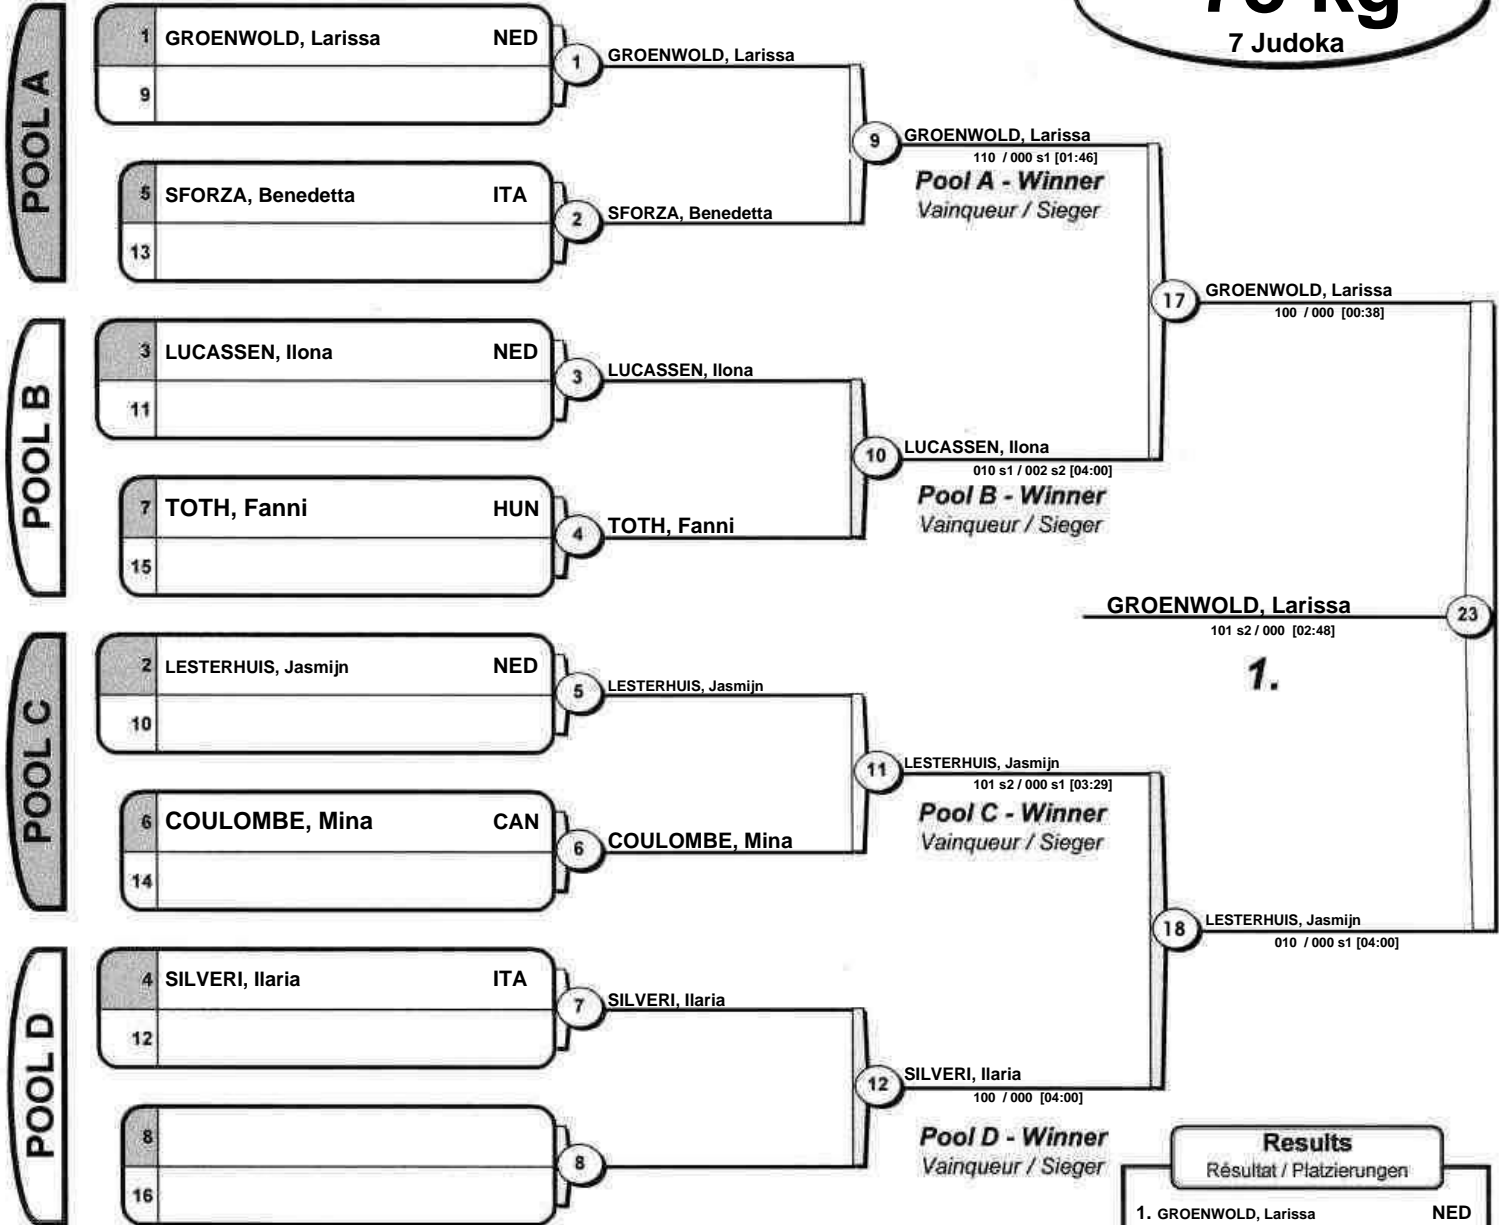 7 Judoka
POOL A
1 GROENWOLD, Larissa NED
9
1
GROENWOLD, Larissa
5 SFORZA, Benedetta ITA
13
2
SFORZA, Benedetta
9
GROENWOLD, Larissa
110 / 000 s1 [01:46]
Pool A - Winner
Vainqueur / Sieger
POOL B
3 LUCASSEN, Ilona NED
11
3
LUCASSEN, Ilona
7 TOTH, Fanni HUN
15
4
TOTH, Fanni
10
LUCASSEN, Ilona
010 s1 / 002 s2 [04:00]
Pool B - Winner
Vainqueur / Sieger
17
GROENWOLD, Larissa
100 / 000 [00:38]
GROENWOLD, Larissa
101 s2 / 000 [02:48]
23
1.
POOL C
2 LESTERHUIS, Jasmijn NED
10
5
LESTERHUIS, Jasmijn
6 COULOMBE, Mina CAN
14
6
COULOMBE, Mina
11
LESTERHUIS, Jasmijn
101 s2 / 000 s1 [03:29]
Pool C - Winner
Vainqueur / Sieger
18
LESTERHUIS, Jasmijn
010 / 000 s1 [04:00]
POOL D
4 SILVERI, Ilaria ITA
12
7
SILVERI, Ilaria
8
16
8
12
SILVERI, Ilaria
100 / 000 [04:00]
Pool D - Winner
Vainqueur / Sieger
Results
Résultat / Platzierungen
1. GROENWOLD, Larissa NED